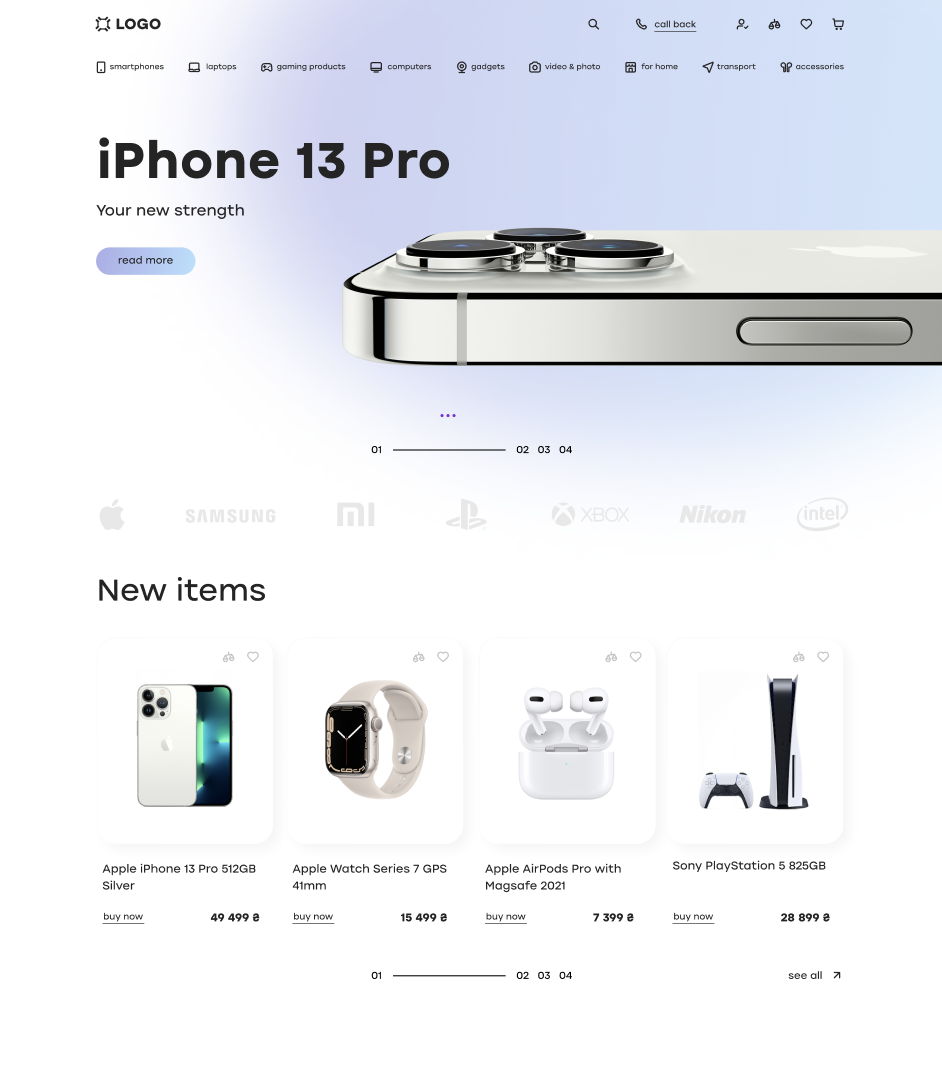 LOGO
call back
smartphones laptops gaming products computers gadgets video & photo for home transport accessories
iPhone 13 Pro
Your new strength
read more
01 02 03 04
SAMSUNG XBOX Nikon intel
New items
Apple iPhone 13 Pro 512GB
Silver
buy now 49 499 ₴
Apple Watch Series 7 GPS
41mm
buy now 15 499 ₴
Apple AirPods Pro with
Magsafe 2021
buy now 7 399 ₴
Sony PlayStation 5 825GB
buy now 28 899 ₴
01 02 03 04
see all